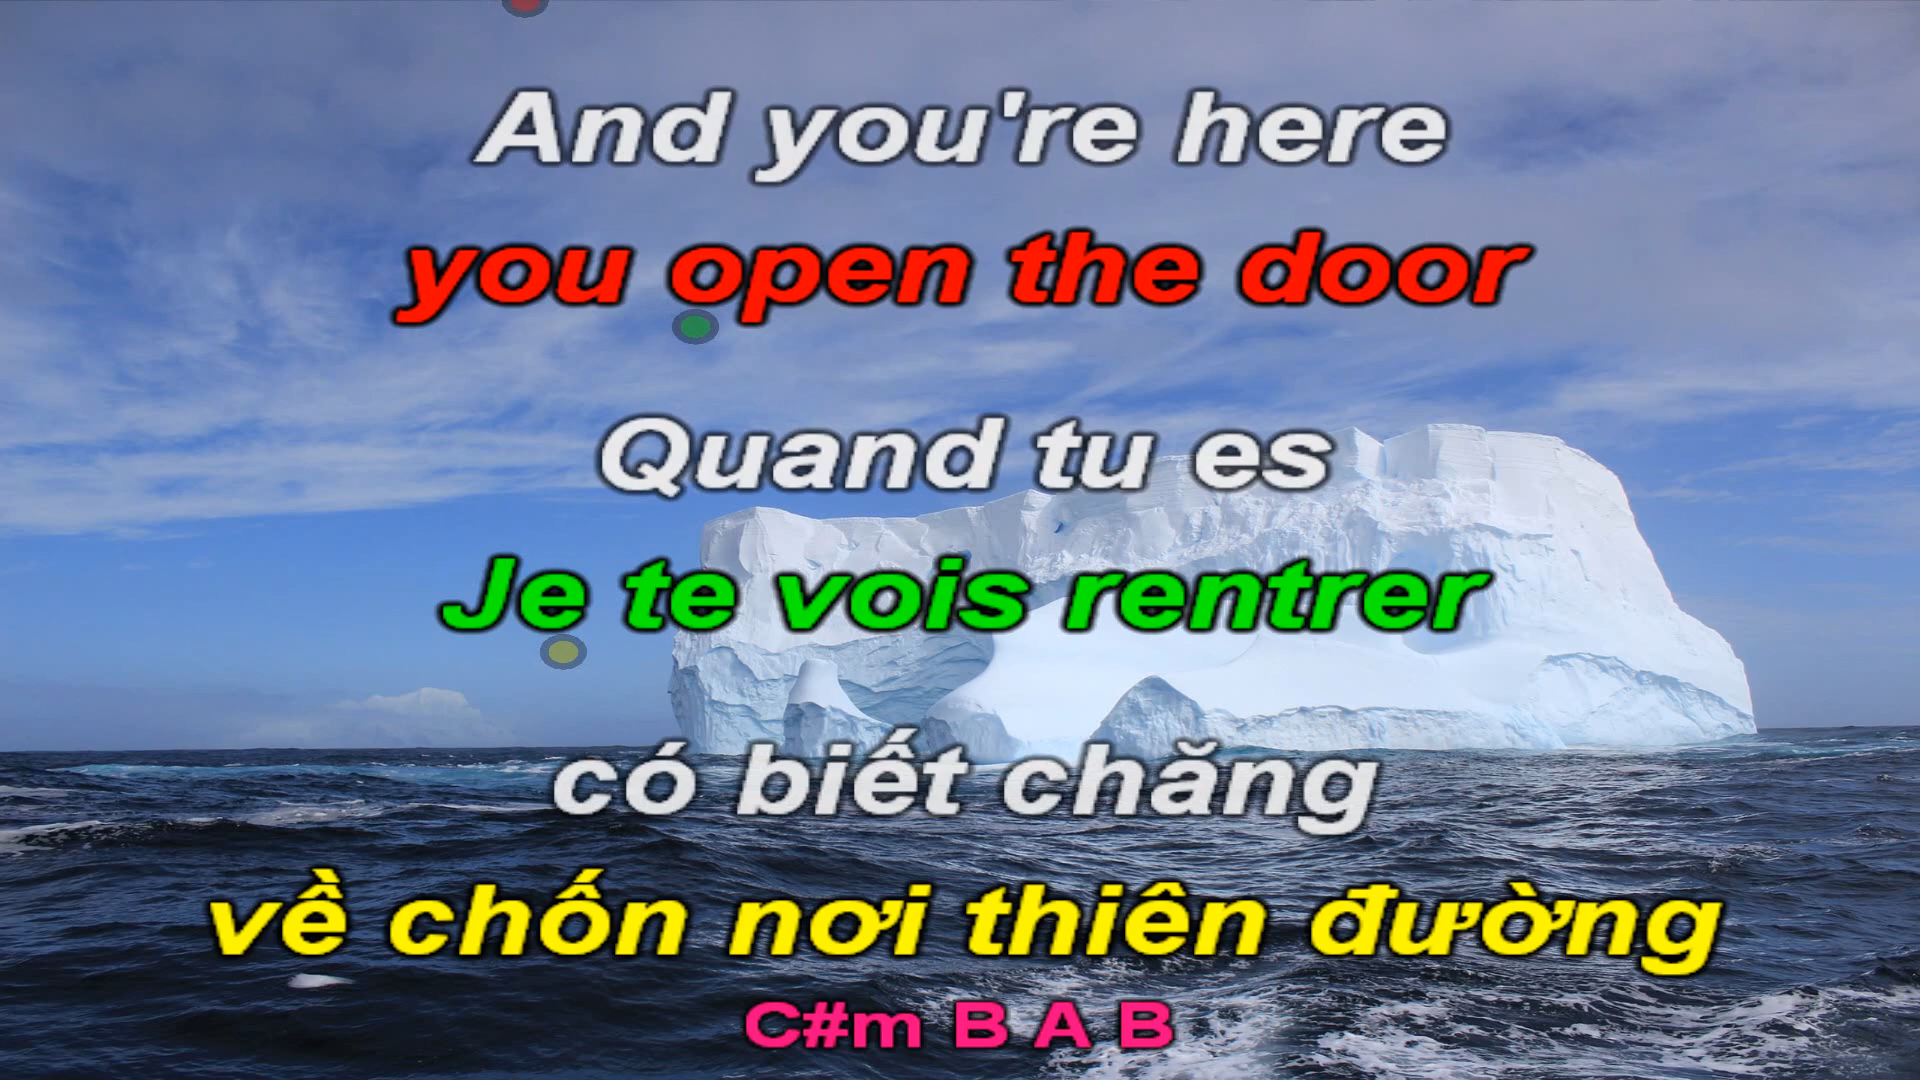 And you're here
you open the door
Quand tu es
Je te vois rentrer
có biết chăng
về chốn nơi thiên đường
C#m B A B